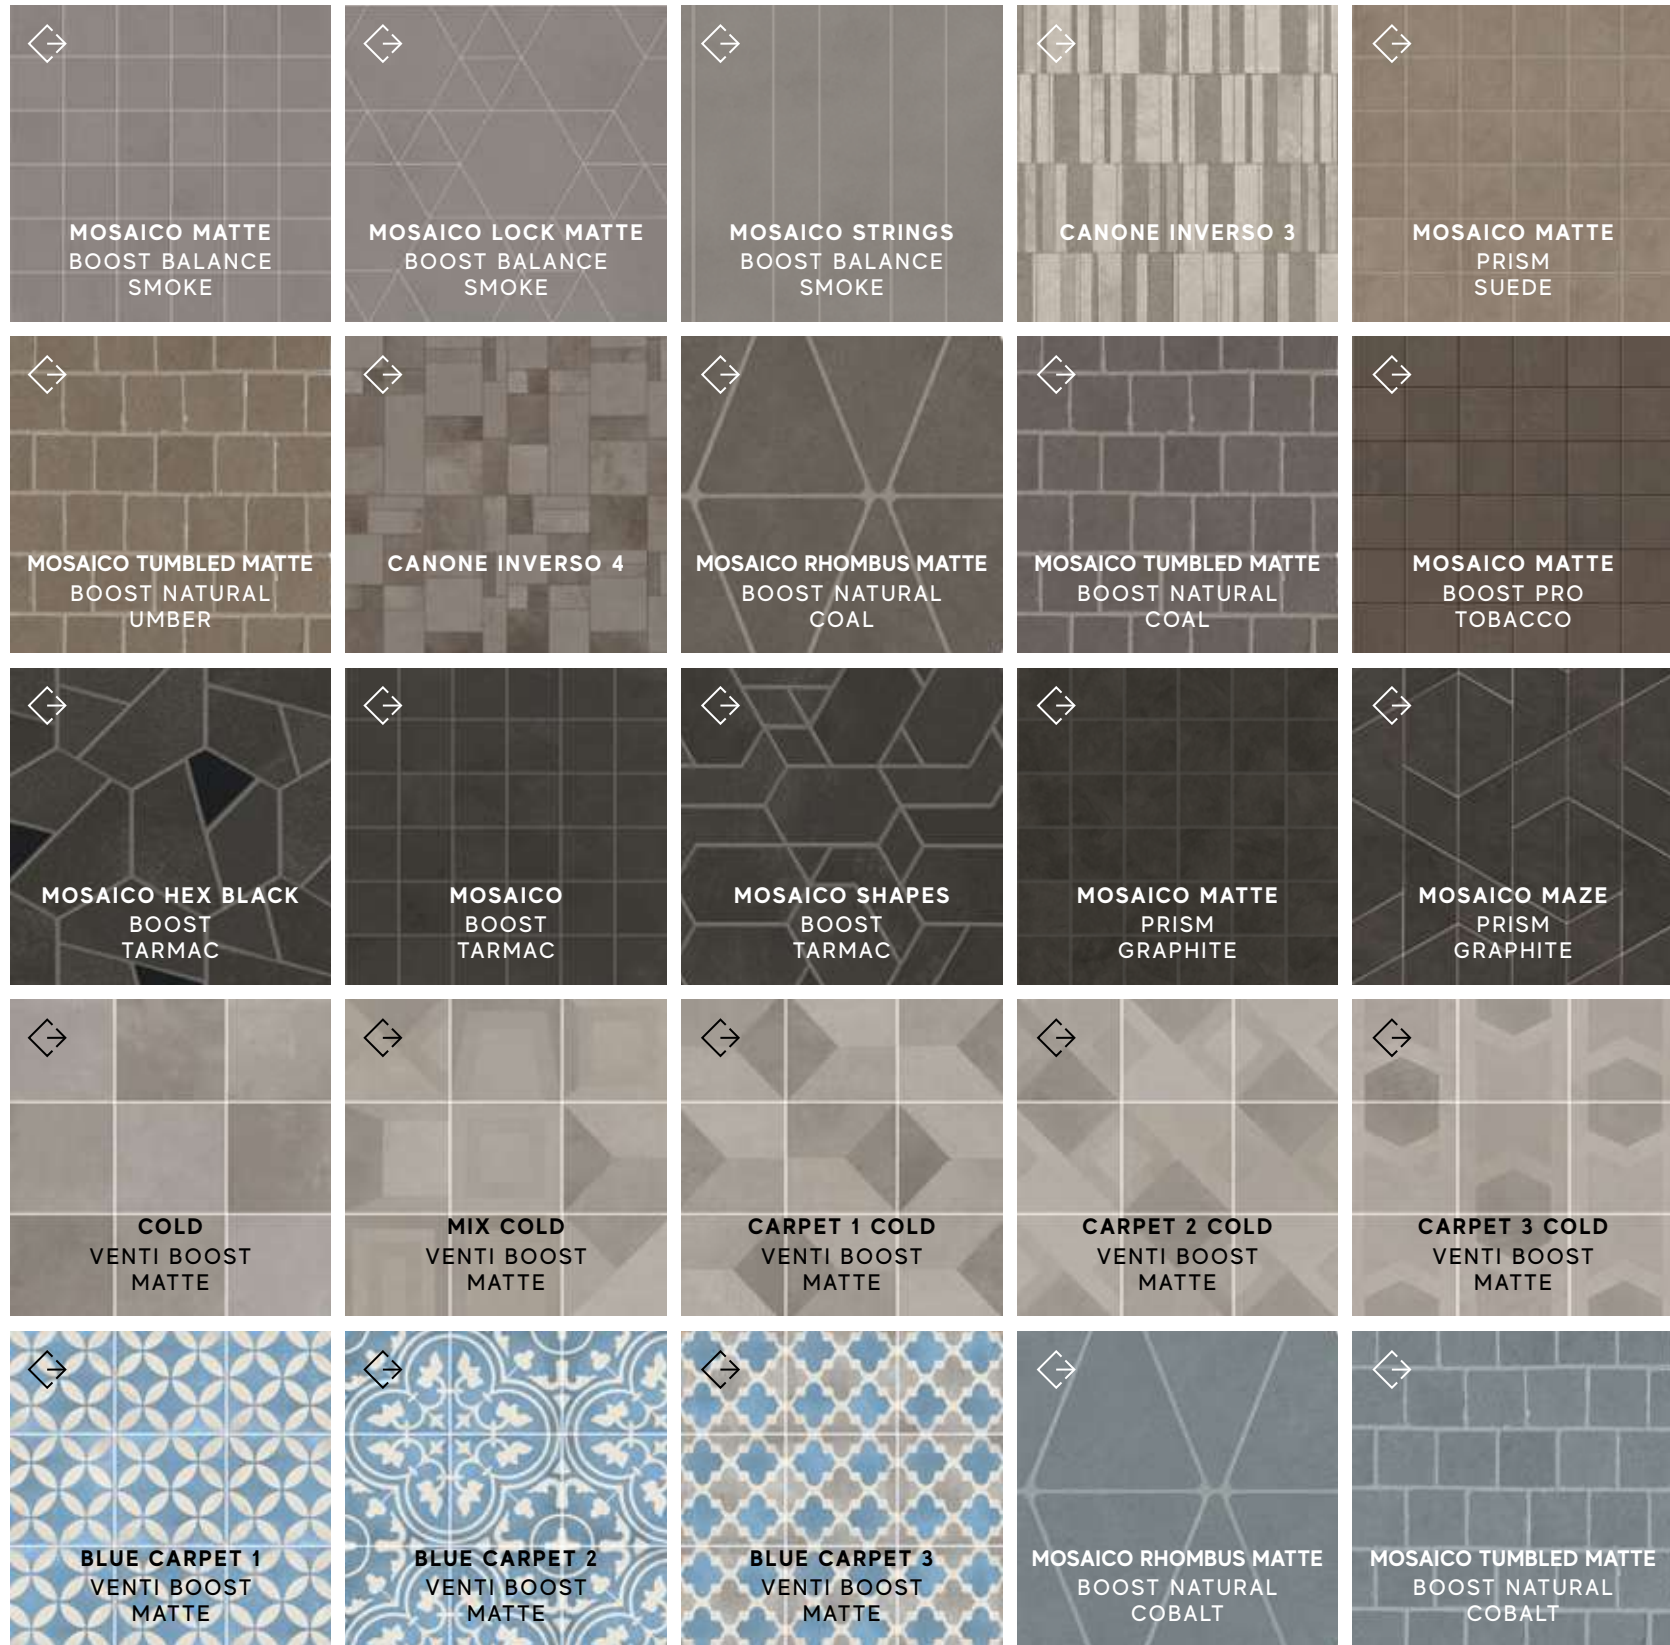 MOSAICO MATTE
BOOST BALANCE
SMOKE
MOSAICO LOCK MATTE
BOOST BALANCE
SMOKE
MOSAICO STRINGS
BOOST BALANCE
SMOKE
CANONE INVERSO 3
MOSAICO MATTE
PRISM
SUEDE
MOSAICO TUMBLED MATTE
BOOST NATURAL
UMBER
CANONE INVERSO 4
MOSAICO RHOMBUS MATTE
BOOST NATURAL
COAL
MOSAICO TUMBLED MATTE
BOOST NATURAL
COAL
MOSAICO MATTE
BOOST PRO
TOBACCO
MOSAICO HEX BLACK
BOOST
TARMAC
MOSAICO
BOOST
TARMAC
MOSAICO SHAPES
BOOST
TARMAC
MOSAICO MATTE
PRISM
GRAPHITE
MOSAICO MAZE
PRISM
GRAPHITE
COLD
VENTI BOOST
MATTE
MIX COLD
VENTI BOOST
MATTE
CARPET 1 COLD
VENTI BOOST
MATTE
CARPET 2 COLD
VENTI BOOST
MATTE
CARPET 3 COLD
VENTI BOOST
MATTE
BLUE CARPET 1
VENTI BOOST
MATTE
BLUE CARPET 2
VENTI BOOST
MATTE
BLUE CARPET 3
VENTI BOOST
MATTE
MOSAICO RHOMBUS MATTE
BOOST NATURAL
COBALT
MOSAICO TUMBLED MATTE
BOOST NATURAL
COBALT